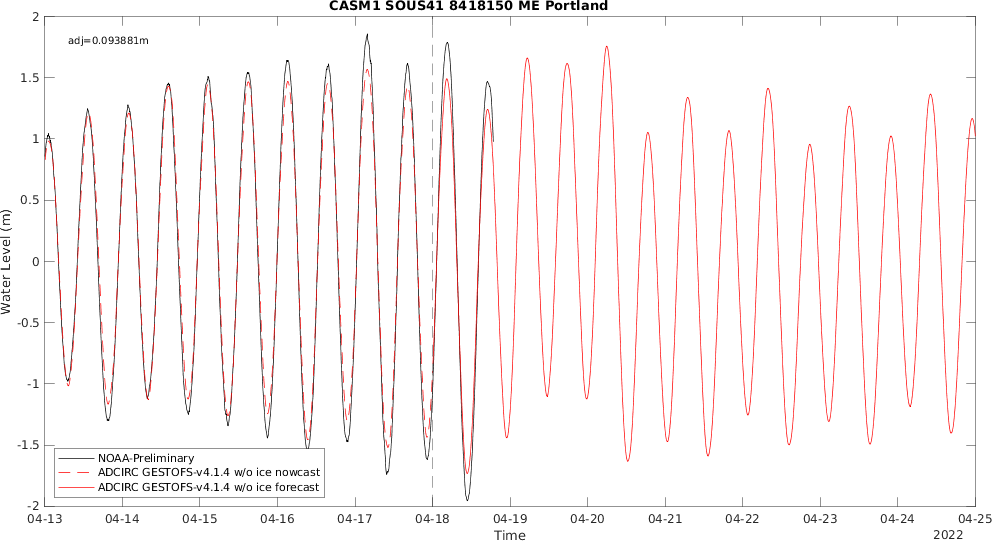 CASM1 SOUS41 8418150 ME Portland
adj=0.093881m
2
1.5
1
0.5
0
-0.5
-1
-1.5
-2
Water Level (m)
NOAA-Preliminary
ADCIRC GESTOFS-v4.1.4 w/o ice nowcast
ADCIRC GESTOFS-v4.1.4 w/o ice forecast
04-13 04-14 04-15 04-16 04-17 04-18 04-19 04-20 04-21 04-22 04-23 04-24 04-25
Time
2022